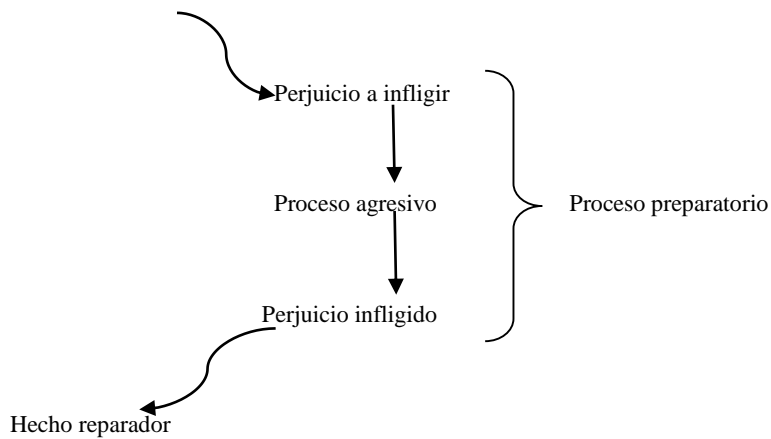 Perjuicio a infligir
Proceso agresivo
Proceso preparatorio
Perjuicio infligido
Hecho reparador